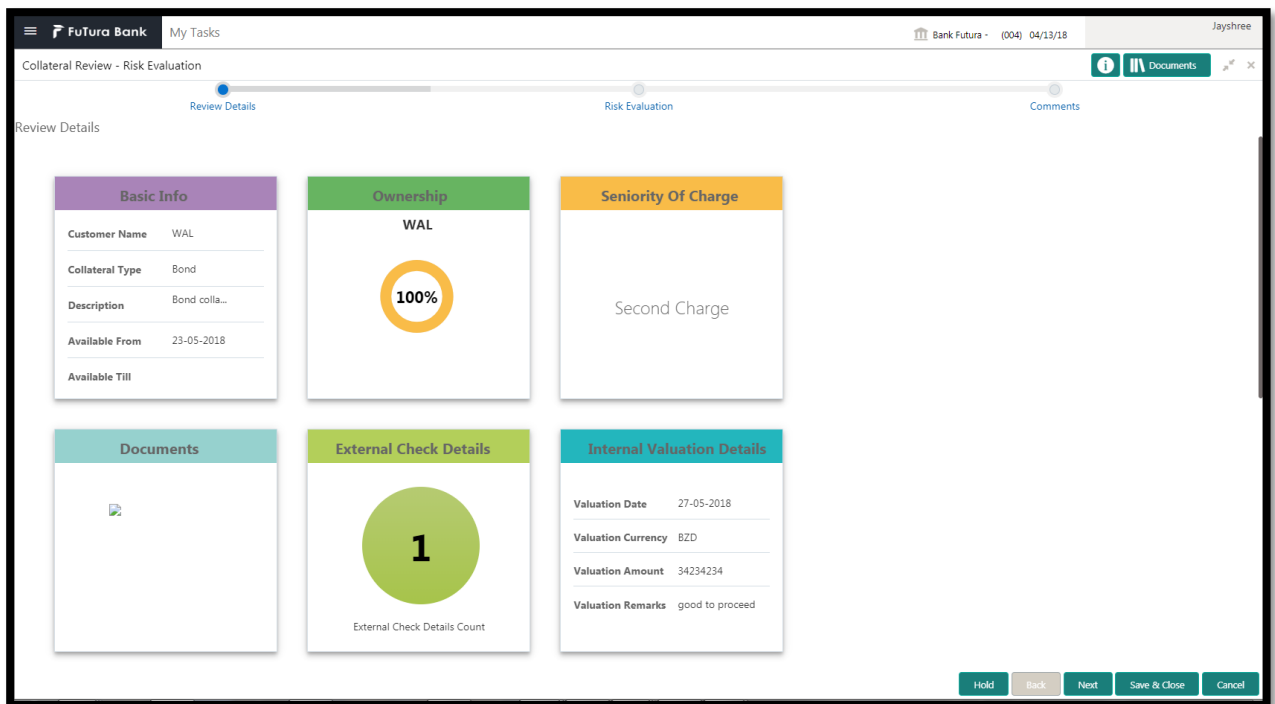 FuTura Bank My Tasks Bank Futura - (004) 04/13/18 Jayshree
Collateral Review - Risk Evaluation i Documents
Review Details Risk Evaluation Comments
Review Details
Basic Info
Customer Name WAL
Collateral Type Bond
Description Bond colla...
Available From 23-05-2018
Available Till
Ownership
WAL
100%
Seniority Of Charge
Second Charge
Documents
External Check Details
1
External Check Details Count
Internal Valuation Details
Valuation Date 27-05-2018
Valuation Currency BZD
Valuation Amount 34234234
Valuation Remarks good to proceed
Hold Back Next Save & Close Cancel